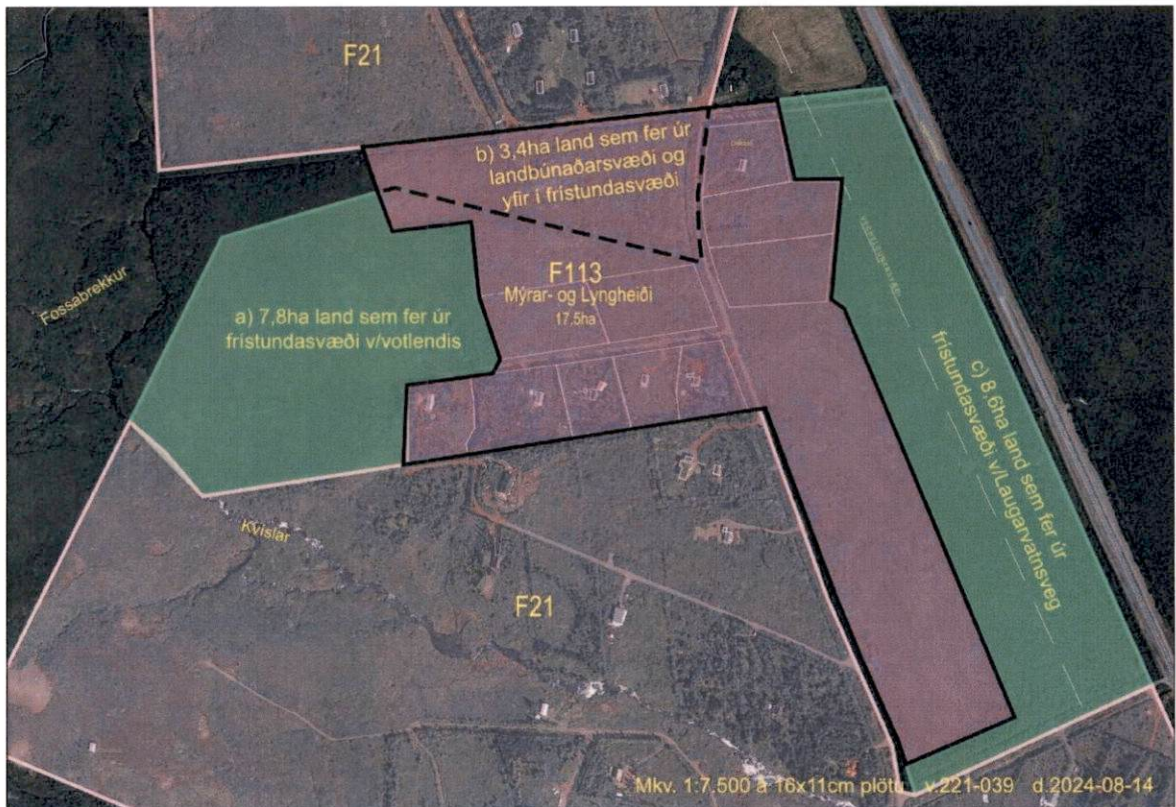 F21
b) 3,4ha land sem fer úr
landbúnaðarsvæði og
yfir í frístundasvæði
Fossabrekkur
F113
Mýrar- og Lyngheiði
17.5ha
a) 7,8ha land sem fer úr
frístundasvæði v/votlendis
c) 8,6ha land sem fer úr
frístundasvæði v/Laugarvatnsveg
Kvíslar
F21
Mkv. 1:7.500 á 16x11cm plötu v.221-039 d.2024-08-14